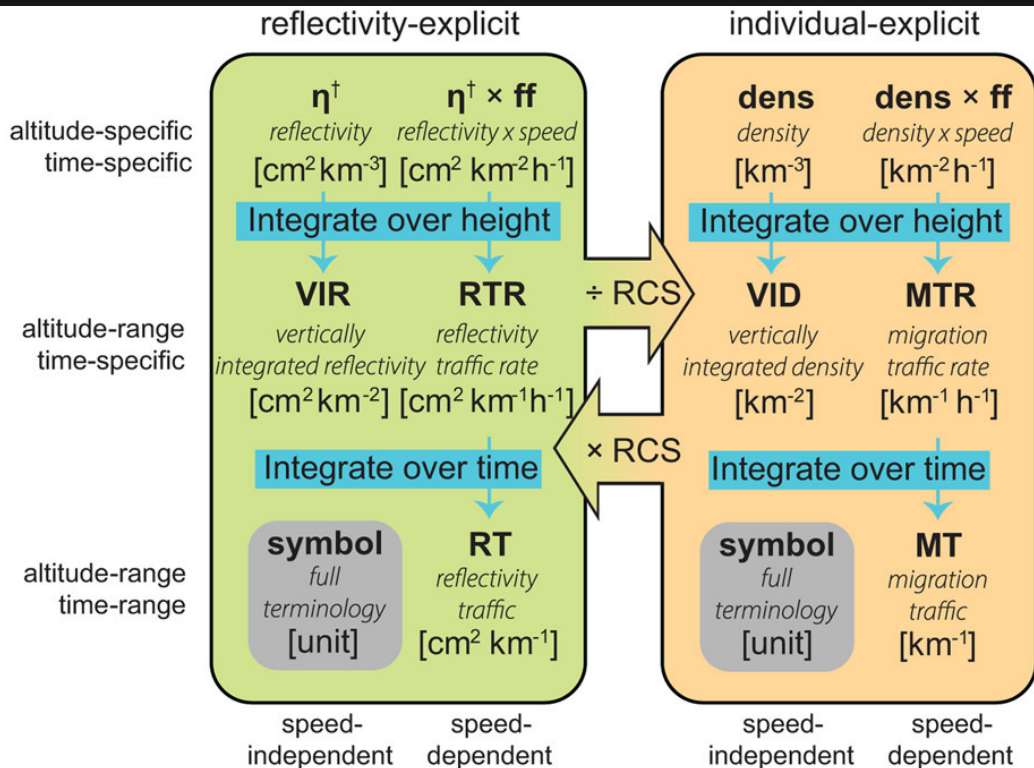 reflectivity-explicit
individual-explicit
altitude-specific
time-specific
η† η† × ff
reflectivity reflectivity x speed
[cm² km⁻³] [cm² km⁻² h⁻¹]
Integrate over height
VIR RTR
vertically reflectivity
integrated reflectivity traffic rate
[cm² km⁻²] [cm² km⁻¹ h⁻¹]
Integrate over time
symbol RT
full reflectivity
terminology traffic
[unit] [cm² km⁻¹]
÷ RCS
× RCS
dens dens × ff
density density x speed
[km⁻³] [km⁻² h⁻¹]
Integrate over height
VID MTR
vertically migration
integrated density traffic rate
[km⁻²] [km⁻¹ h⁻¹]
Integrate over time
symbol MT
full migration
terminology traffic
[unit] [km⁻¹]
altitude-range
time-specific
altitude-range
time-range
speed- speed-
independent dependent
speed- speed-
independent dependent